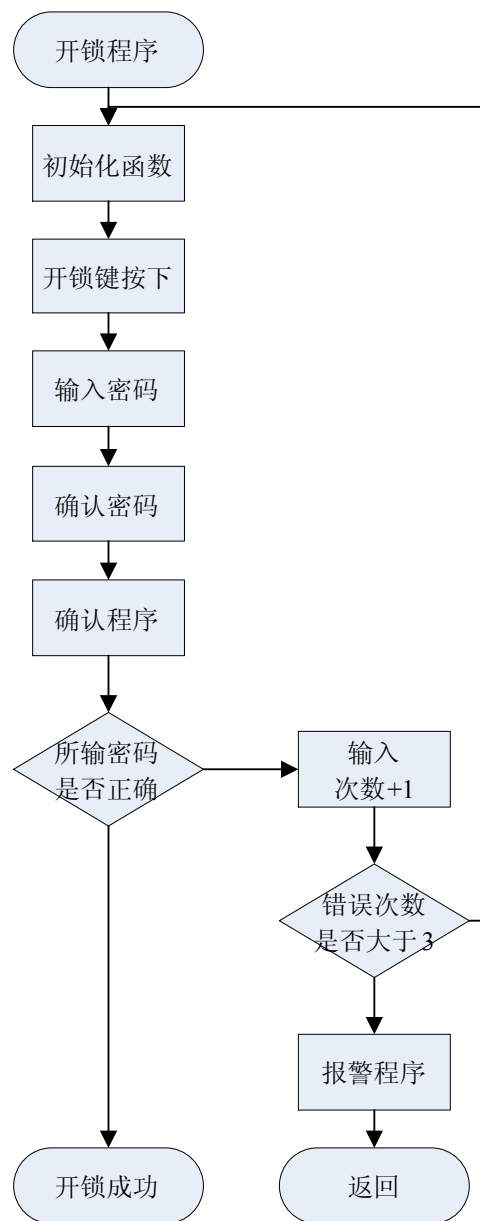 开锁程序
初始化函数
开锁键按下
输入密码
确认密码
确认程序
所输密码
是否正确
输入
次数+1
错误次数
是否大于3
报警程序
开锁成功
返回